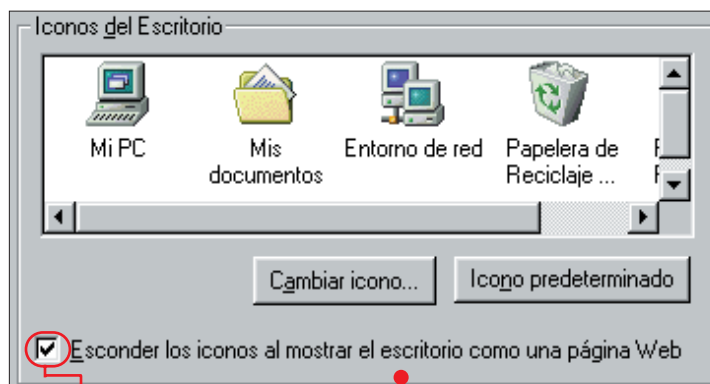 Iconos del Escritorio
Mi PC
Mis documentos
Entorno de red
Papelera de Reciclaje ...
Cambiar icono...
Icono predeterminado
Esconder los iconos al mostrar el escritorio como una página Web